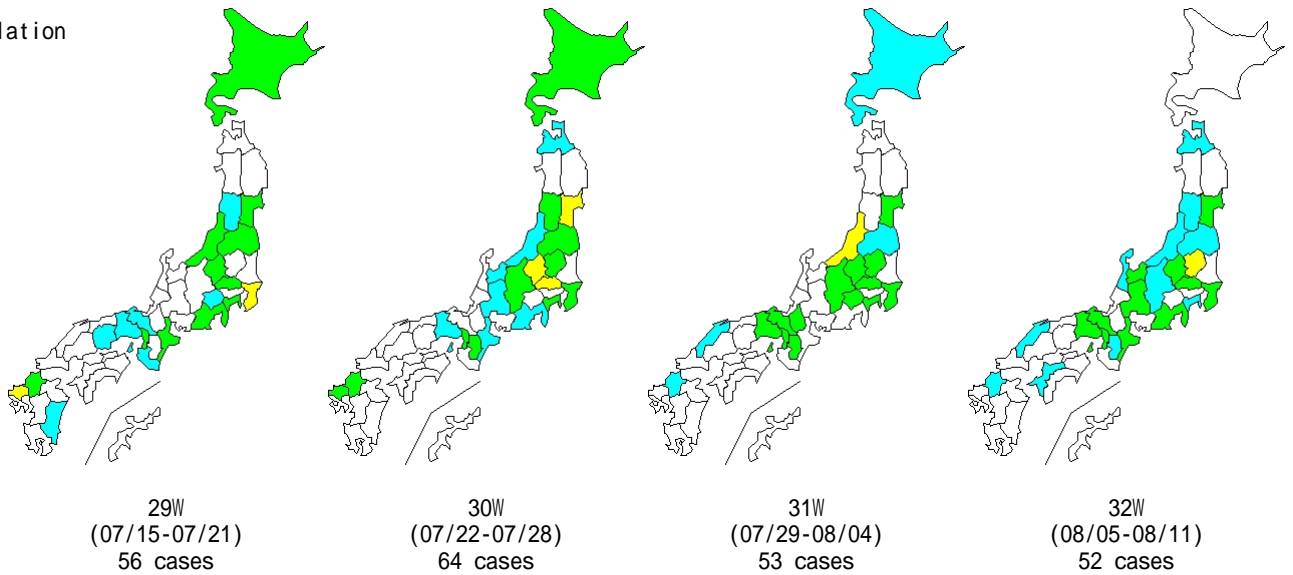 29W 30W 31W 32W
(07/15-07/21) (07/22-07/28) (07/29-08/04) (08/05-08/11)
56 cases 64 cases 53 cases 52 cases